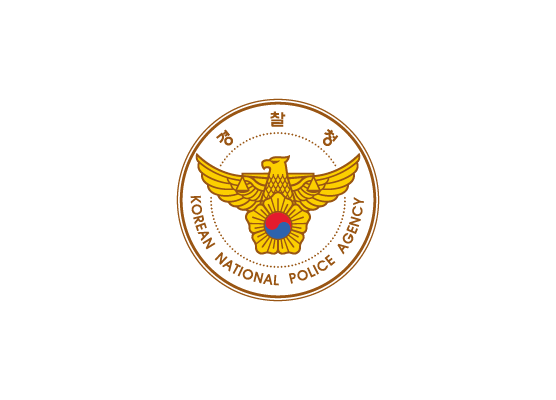 경찰청
KOREAN NATIONAL POLICE AGENCY